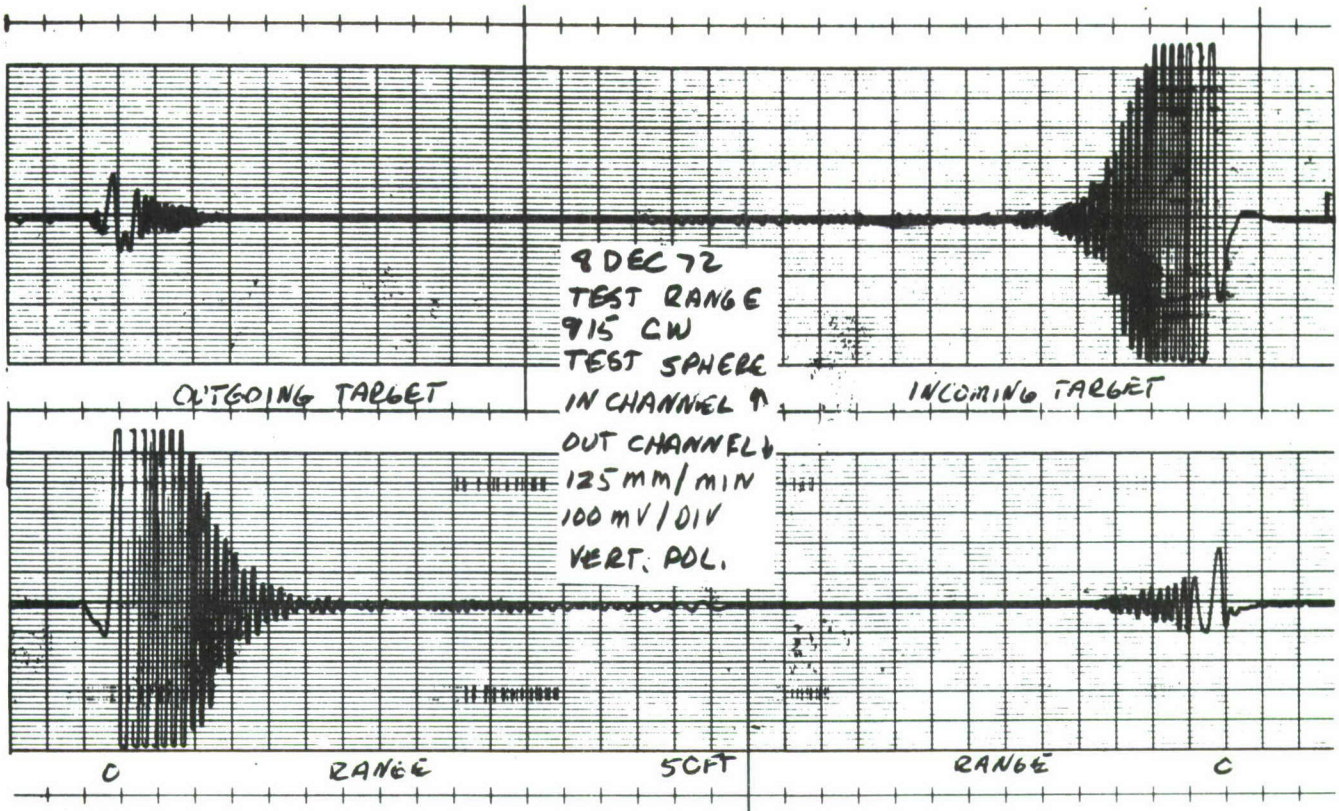 8 DEC 72
TEST RANGE
915 CW
TEST SPHERE
IN CHANNEL ↑
OUT CHANNEL ↓
125 MM/MIN
100 MV/DIV
VERT. POL.
OUTGOING TARGET
INCOMING TARGET
0 RANGE 50FT RANGE 0